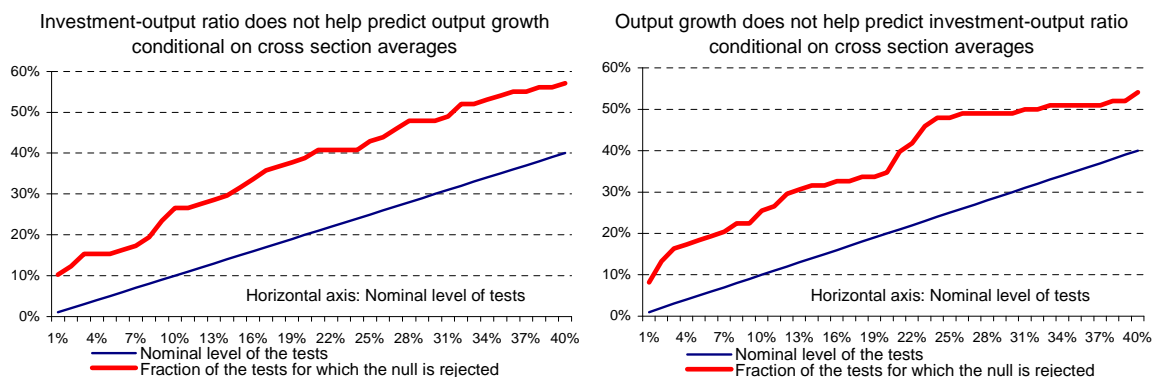 Investment-output ratio does not help predict output growth
conditional on cross section averages
60%
50%
40%
30%
20%
10%
0%
Horizontal axis: Nominal level of tests
1% 4% 7% 10% 13% 16% 19% 22% 25% 28% 31% 34% 37% 40%
Nominal level of the tests
Fraction of the tests for which the null is rejected
Output growth does not help predict investment-output ratio
conditional on cross section averages
60%
50%
40%
30%
20%
10%
0%
Horizontal axis: Nominal level of tests
1% 4% 7% 10% 13% 16% 19% 22% 25% 28% 31% 34% 37% 40%
Nominal level of the tests
Fraction of the tests for which the null is rejected